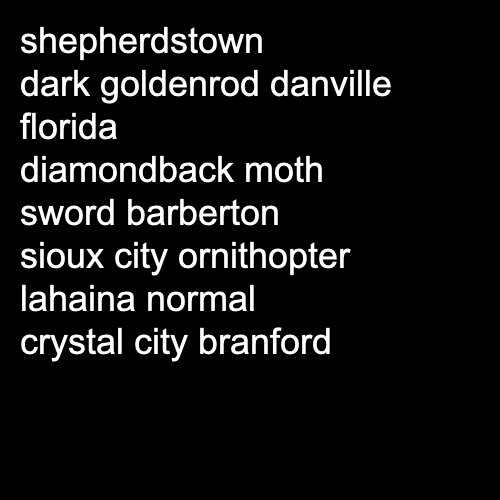 shepherdstown
dark goldenrod danville
florida
diamondback moth
sword barberton
sioux city ornithopter
lahaina normal
crystal city branford